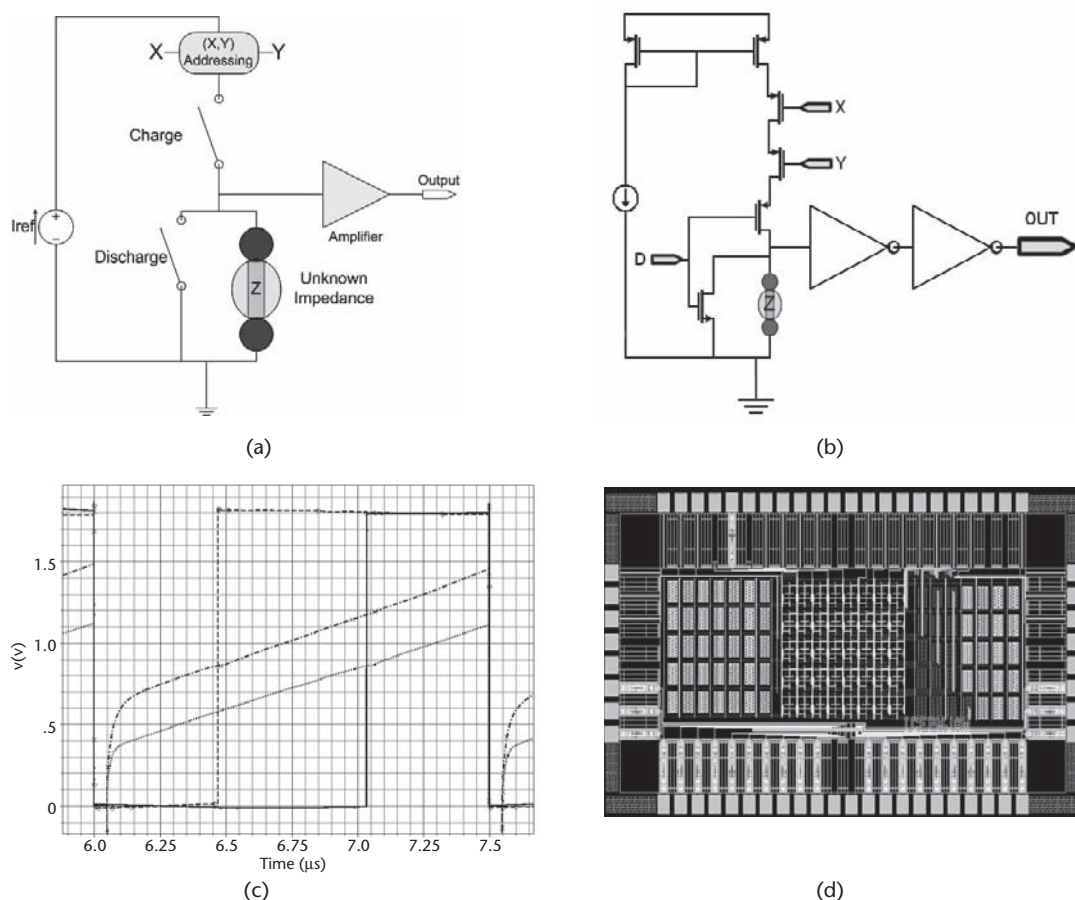 (X,Y)
X
Addressing
Y
Charge
Output
Iref
+
−
Amplifier
Discharge
Z
Unknown
Impedance
(a)
X
Y
OUT
D
Z
(b)
1.5
1.0
.5
0
v(v)
6.0 6.25 6.5 6.75 7.0 7.25 7.5
Time (μs)
(c)
(d)